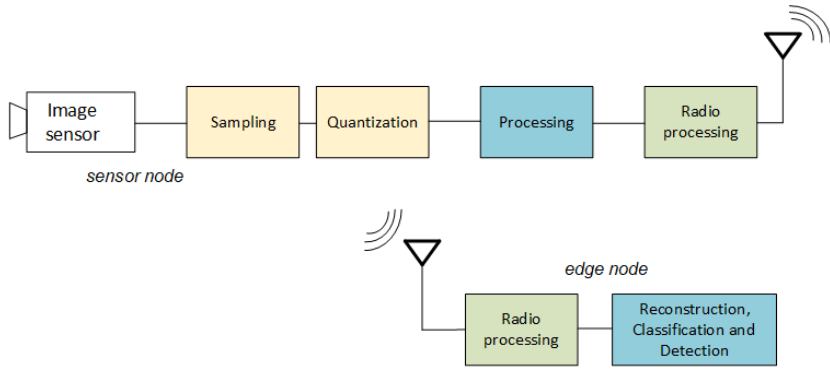 Image
sensor
Sampling
Quantization
Processing
Radio
processing
sensor node
edge node
Radio
processing
Reconstruction,
Classification and
Detection